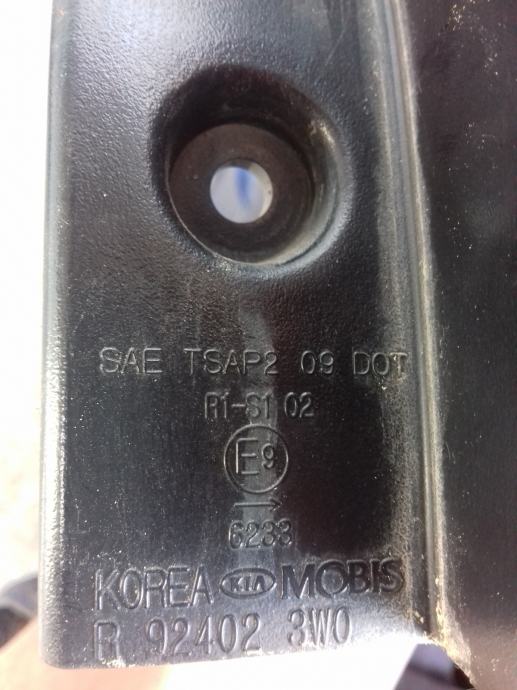 SAE TSAP2 09 DOT
R1-S1 02
E9
→
6233
KOREA KIA MOBIS
R 92402 3W0